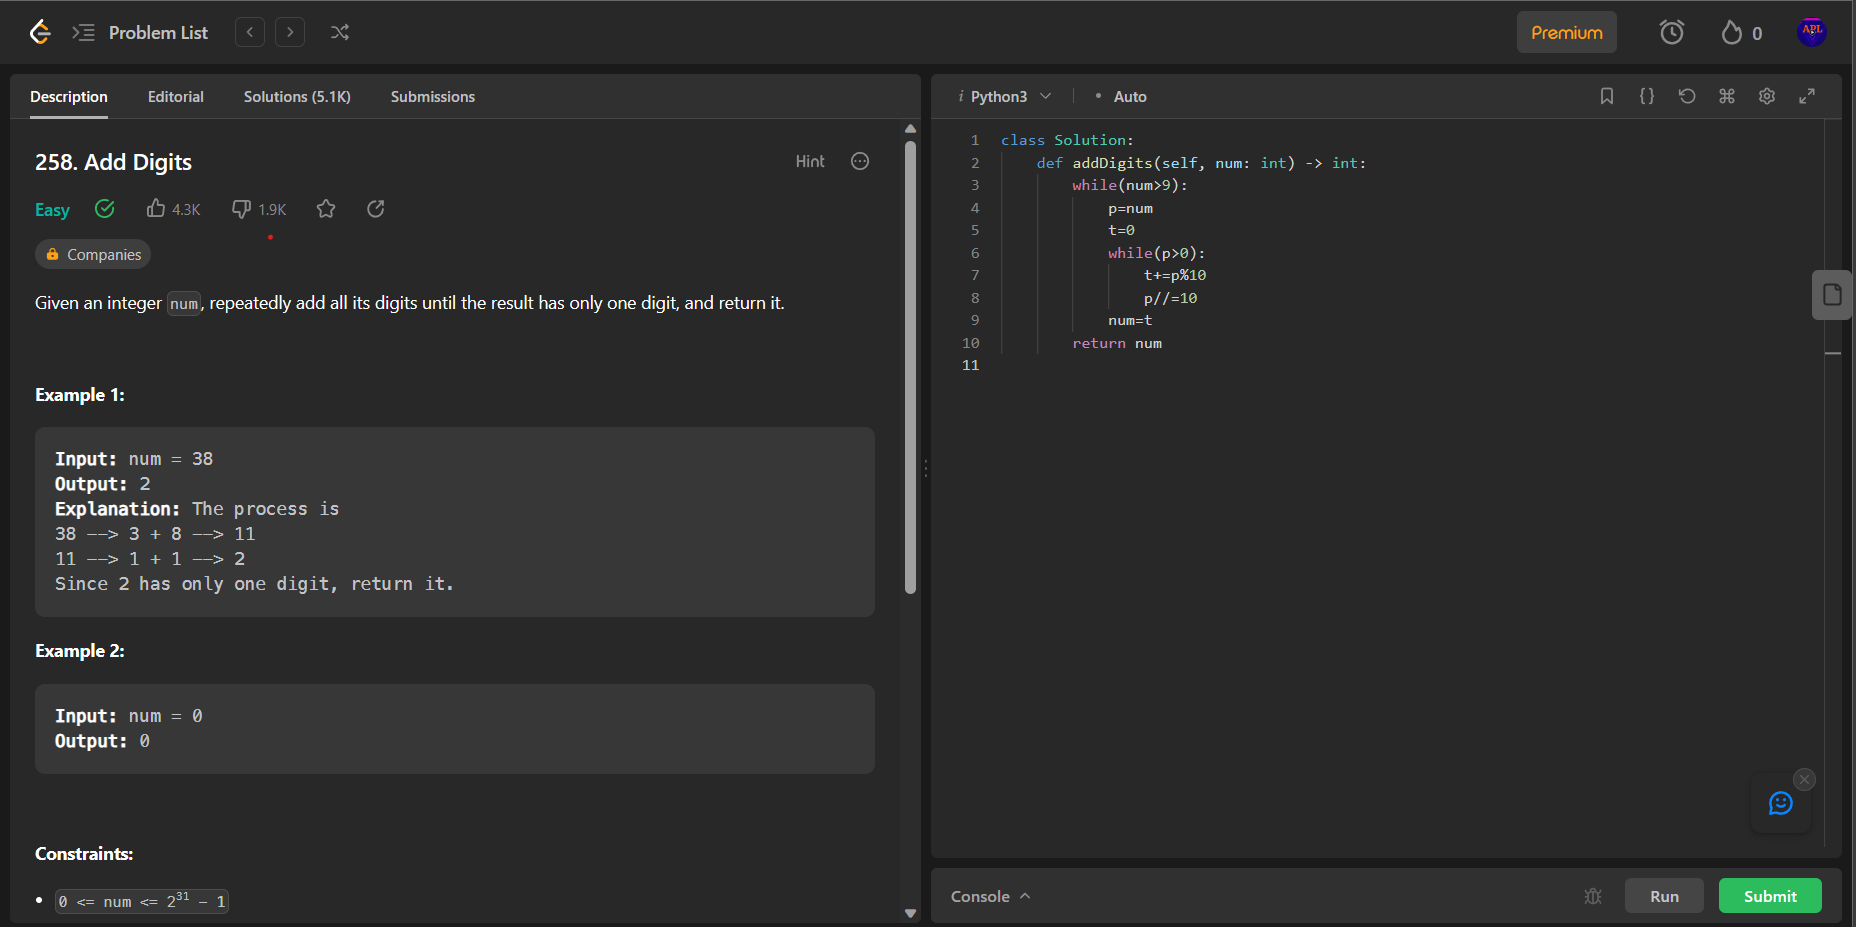 Problem List
Premium
0
ABL
Description Editorial Solutions (5.1K) Submissions
258. Add Digits
Hint
Easy 4.3K 1.9K
Companies
Given an integer num, repeatedly add all its digits until the result has only one digit, and return it.
Example 1:
Input: num = 38
Output: 2
Explanation: The process is
38 --> 3 + 8 --> 11
11 --> 1 + 1 --> 2
Since 2 has only one digit, return it.
Example 2:
Input: num = 0
Output: 0
Constraints:
• 0 <= num <= 2³¹ - 1
i Python3 • Auto
1 class Solution:
2     def addDigits(self, num: int) -> int:
3         while(num>9):
4             p=num
5             t=0
6             while(p>0):
7                 t+=p%10
8                 p//=10
9             num=t
10         return num
11
Console
Run
Submit